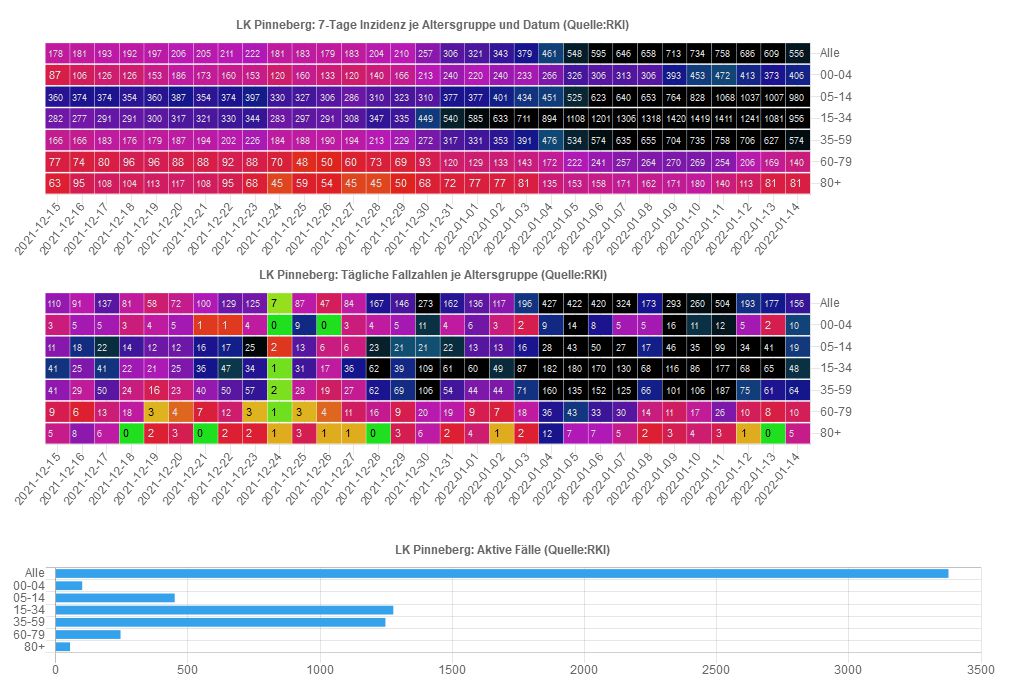 LK Pinneberg: 7-Tage Inzidenz je Altersgruppe und Datum (Quelle:RKI)
178 181 193 192 197 206 205 211 222 181 183 179 183 204 210 257 306 321 343 379 461 548 595 646 658 713 734 758 686 609 556 Alle
87 106 126 126 153 186 173 160 153 120 160 133 120 140 166 213 240 220 240 233 266 326 306 313 306 393 453 472 413 373 406 00-04
360 374 374 354 360 387 354 374 397 330 327 306 286 310 323 310 377 377 401 434 451 525 623 640 653 764 828 1068 1037 1007 980 05-14
282 277 291 291 300 317 321 330 344 283 297 291 308 347 335 449 540 585 633 711 894 1108 1201 1306 1318 1420 1419 1411 1241 1081 956 15-34
166 166 183 176 179 187 194 202 226 184 188 190 194 213 229 272 317 331 353 391 476 534 574 635 655 704 735 758 706 627 574 35-59
77 74 80 96 96 88 88 92 88 70 48 50 60 73 69 93 120 129 133 143 172 222 241 257 264 270 269 254 206 169 140 60-79
63 95 108 104 113 117 108 95 68 45 59 54 45 45 50 68 72 77 77 81 135 153 158 171 162 171 180 140 113 81 81 80+
2021-12-15 2021-12-16 2021-12-17 2021-12-18 2021-12-19 2021-12-20 2021-12-21 2021-12-22 2021-12-23 2021-12-24 2021-12-25 2021-12-26 2021-12-27 2021-12-28 2021-12-29 2021-12-30 2021-12-31 2022-01-01 2022-01-02 2022-01-03 2022-01-04 2022-01-05 2022-01-06 2022-01-07 2022-01-08 2022-01-09 2022-01-10 2022-01-11 2022-01-12 2022-01-13 2022-01-14
LK Pinneberg: Tägliche Fallzahlen je Altersgruppe (Quelle:RKI)
110 91 137 81 58 72 100 129 125 7 87 47 84 167 146 273 162 136 117 196 427 422 420 324 173 293 260 504 193 177 156 Alle
3 5 5 3 4 5 1 1 4 0 9 0 3 4 5 11 4 6 3 2 9 14 8 5 5 16 11 12 5 2 10 00-04
11 18 22 14 12 12 16 17 25 2 13 6 6 23 21 21 22 13 13 16 28 43 50 27 17 46 35 99 34 41 19 05-14
41 25 41 22 21 25 36 47 34 1 31 17 36 62 39 109 61 60 49 87 182 180 170 130 68 116 86 177 68 65 48 15-34
41 29 50 24 16 23 40 50 57 2 28 19 27 62 69 106 54 44 44 71 160 135 152 125 66 101 106 187 75 61 64 35-59
9 6 13 18 3 4 7 12 3 1 3 4 11 16 9 20 19 9 7 18 36 43 33 30 14 11 17 26 10 8 10 60-79
5 8 6 0 2 3 0 2 2 1 3 1 1 0 3 6 2 4 1 2 12 7 7 5 2 3 4 3 1 0 5 80+
2021-12-15 2021-12-16 2021-12-17 2021-12-18 2021-12-19 2021-12-20 2021-12-21 2021-12-22 2021-12-23 2021-12-24 2021-12-25 2021-12-26 2021-12-27 2021-12-28 2021-12-29 2021-12-30 2021-12-31 2022-01-01 2022-01-02 2022-01-03 2022-01-04 2022-01-05 2022-01-06 2022-01-07 2022-01-08 2022-01-09 2022-01-10 2022-01-11 2022-01-12 2022-01-13 2022-01-14
LK Pinneberg: Aktive Fälle (Quelle:RKI)
Alle
00-04
05-14
15-34
35-59
60-79
80+
0 500 1000 1500 2000 2500 3000 3500